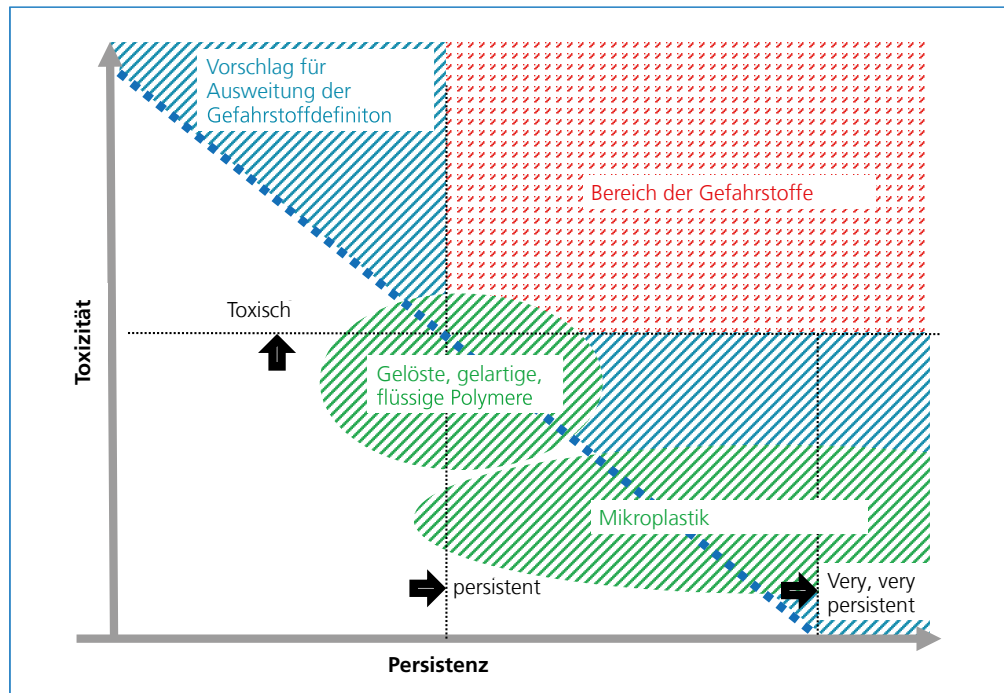 Vorschlag für
Ausweitung der
Gefahrstoffdefiniton
Bereich der Gefahrstoffe
Toxizität
Toxisch
Gelöste, gelartige,
flüssige Polymere
Mikroplastik
persistent
Very, very
persistent
Persistenz